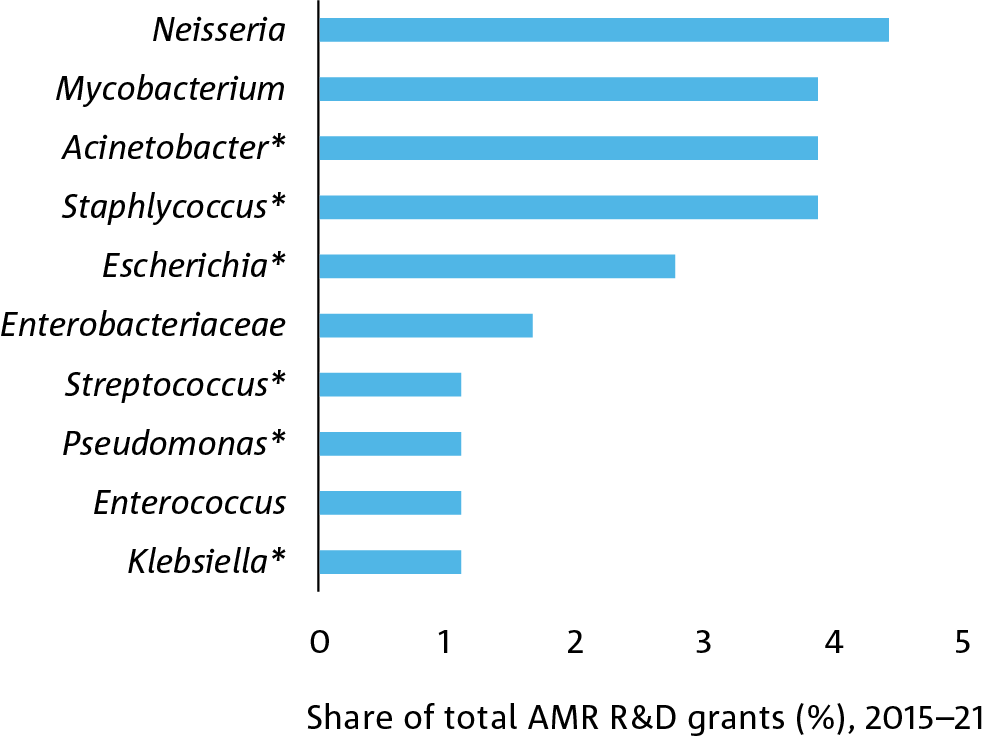 Neisseria
Mycobacterium
Acinetobacter*
Staphlycoccus*
Escherichia*
Enterobacteriaceae
Streptococcus*
Pseudomonas*
Enterococcus
Klebsiella*
0 1 2 3 4 5
Share of total AMR R&D grants (%), 2015–21